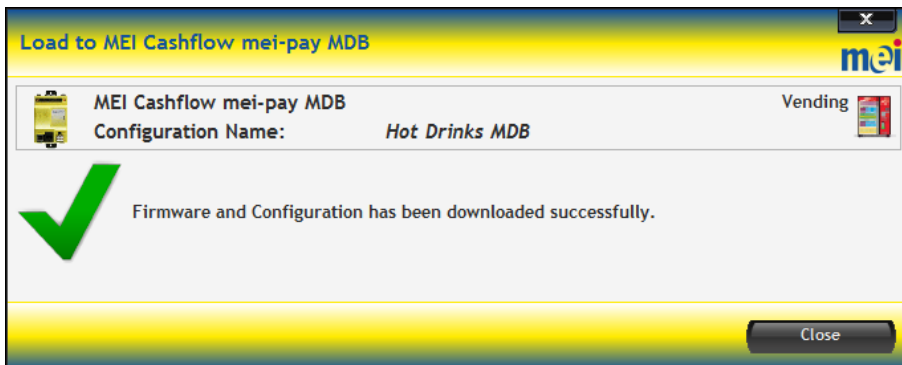 X
Load to MEI Cashflow mei-pay MDB
mei
MEI Cashflow mei-pay MDB
Vending
Configuration Name: Hot Drinks MDB
Firmware and Configuration has been downloaded successfully.
Close